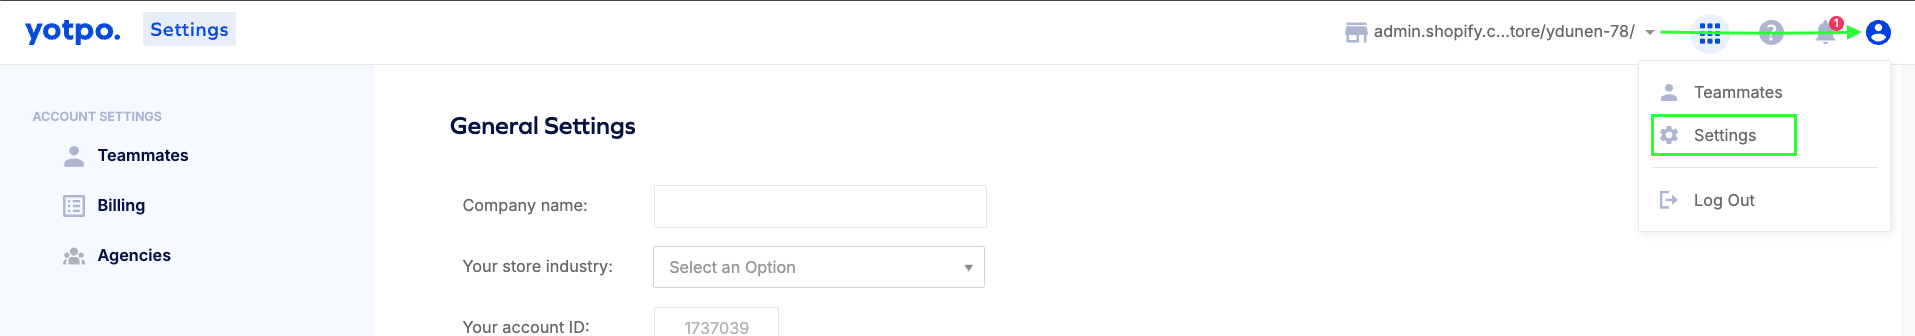 yotpo. Settings admin.shopify.c...tore/ydunen-78/ 1
Teammates
Settings
Log Out
ACCOUNT SETTINGS
Teammates
Billing
Agencies
General Settings
Company name:
Your store industry: Select an Option
Your account ID: 1737039